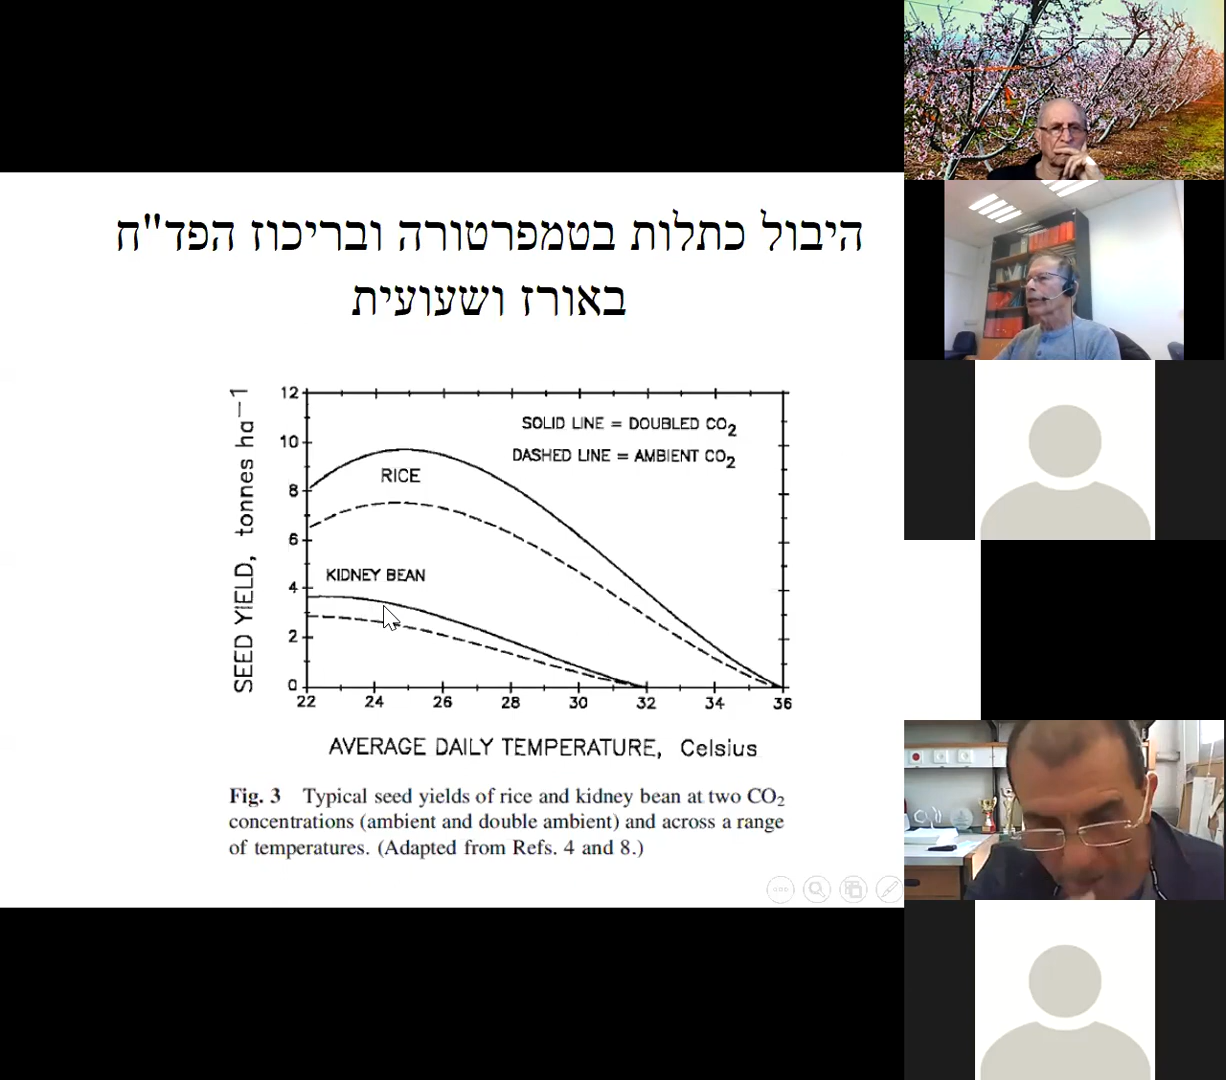 היבול כתלות בטמפרטורה ובריכוז הפד"ח
באורז ושעועית
SEED YIELD, tonnes ha−1
12
10
8
6
4
2
0
SOLID LINE = DOUBLED CO2
DASHED LINE = AMBIENT CO2
RICE
KIDNEY BEAN
22 24 26 28 30 32 34 36
AVERAGE DAILY TEMPERATURE, Celsius
Fig. 3 Typical seed yields of rice and kidney bean at two CO2
concentrations (ambient and double ambient) and across a range
of temperatures. (Adapted from Refs. 4 and 8.)